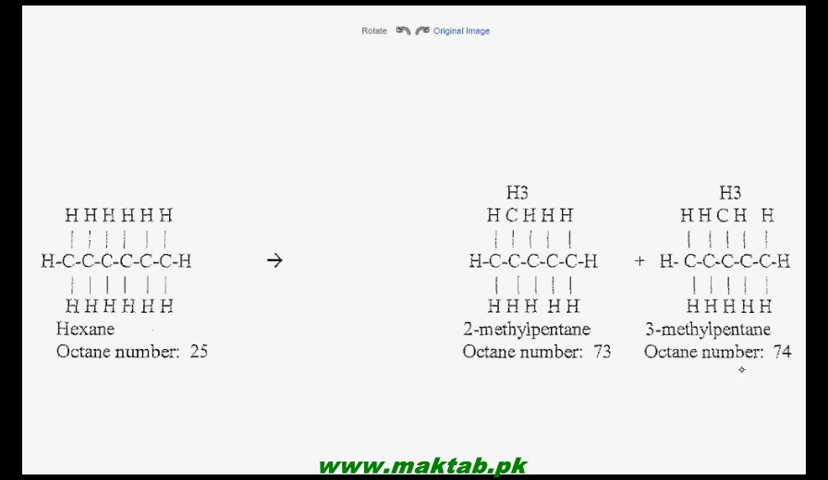 Rotate Original Image
H3 H3
H H H H H H H C H H H H H C H H
H-C-C-C-C-C-C-H → H-C-C-C-C-C-H + H- C-C-C-C-C-H
H H H H H H H H H H H H H H H H
Hexane 2-methylpentane 3-methylpentane
Octane number: 25 Octane number: 73 Octane number: 74
www.maktab.pk